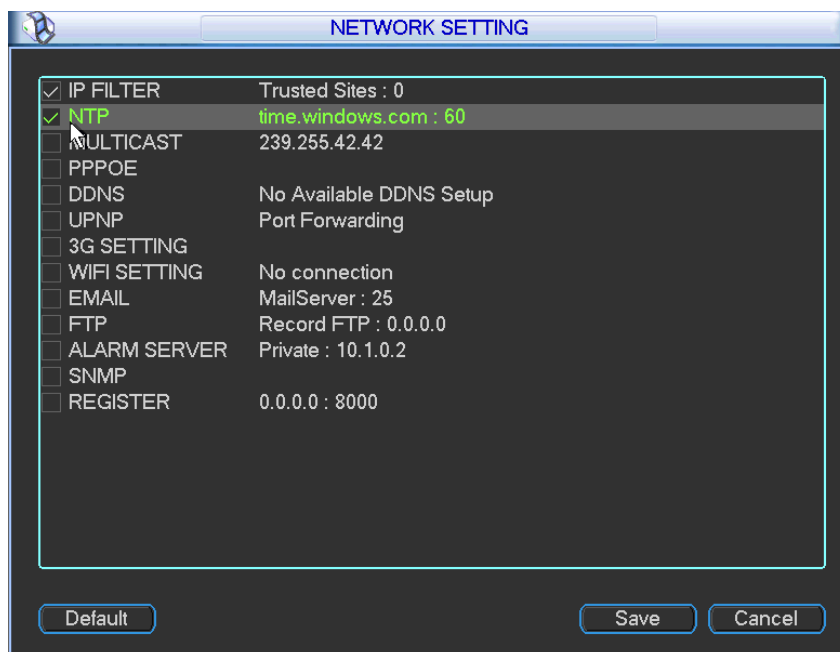 NETWORK SETTING
IP FILTER Trusted Sites : 0
NTP time.windows.com : 60
MULTICAST 239.255.42.42
PPPOE
DDNS No Available DDNS Setup
UPNP Port Forwarding
3G SETTING
WIFI SETTING No connection
EMAIL MailServer : 25
FTP Record FTP : 0.0.0.0
ALARM SERVER Private : 10.1.0.2
SNMP
REGISTER 0.0.0.0 : 8000
Default Save Cancel